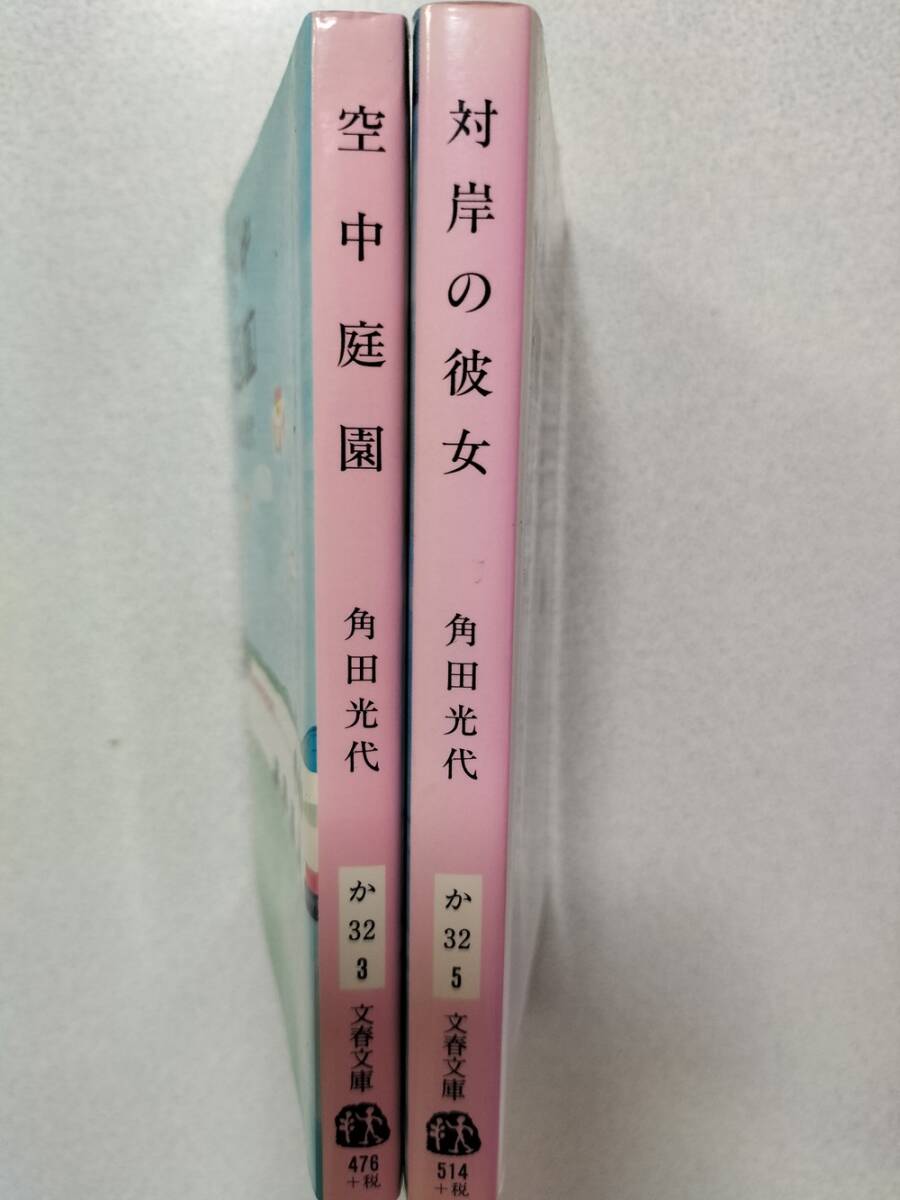 空中庭園
角田光代
か
32
3
文春文庫
476
+税
対岸の彼女
角田光代
か
32
5
文春文庫
514
+税